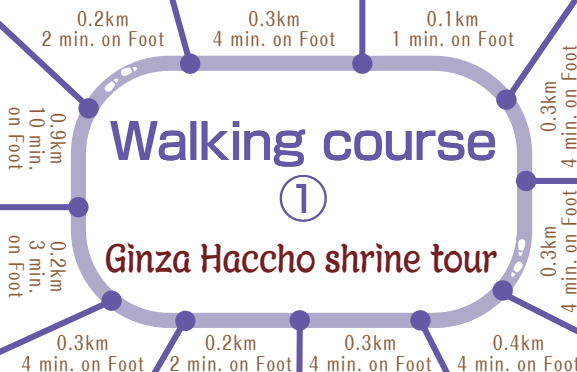 0.2km
2 min. on Foot
0.3km
4 min. on Foot
0.1km
1 min. on Foot
0.3km
4 min. on Foot
0.9km
10 min.
on Foot
Walking course
①
Ginza Haccho shrine tour
0.2km
3 min.
on Foot
0.3km
4 min. on Foot
0.3km
4 min. on Foot
0.2km
2 min. on Foot
0.3km
4 min. on Foot
0.4km
4 min. on Foot